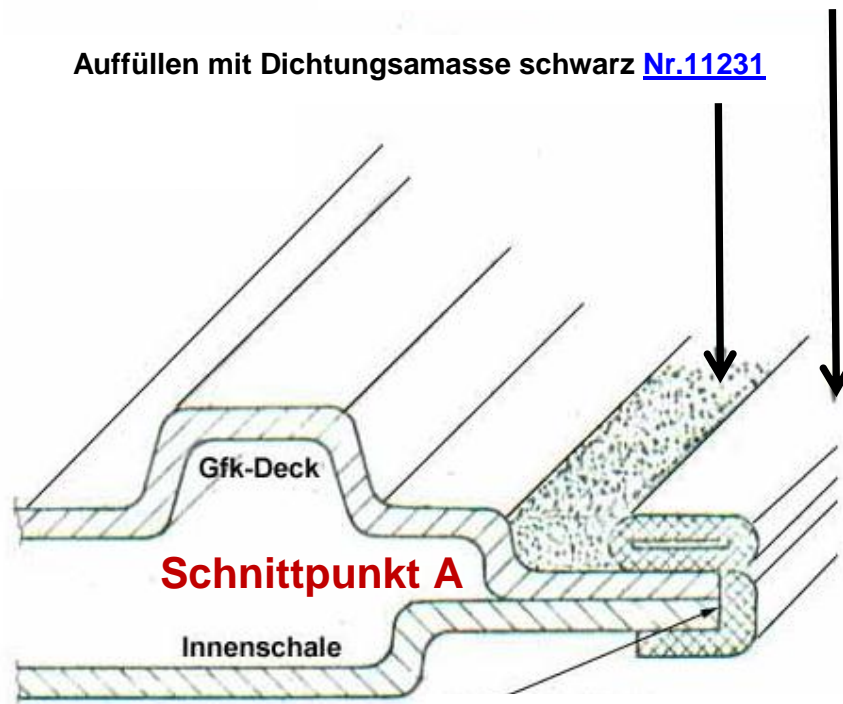 Auffüllen mit Dichtungsamasse schwarz Nr.11231
Gfk-Deck
Schnittpunkt A
Innenschale